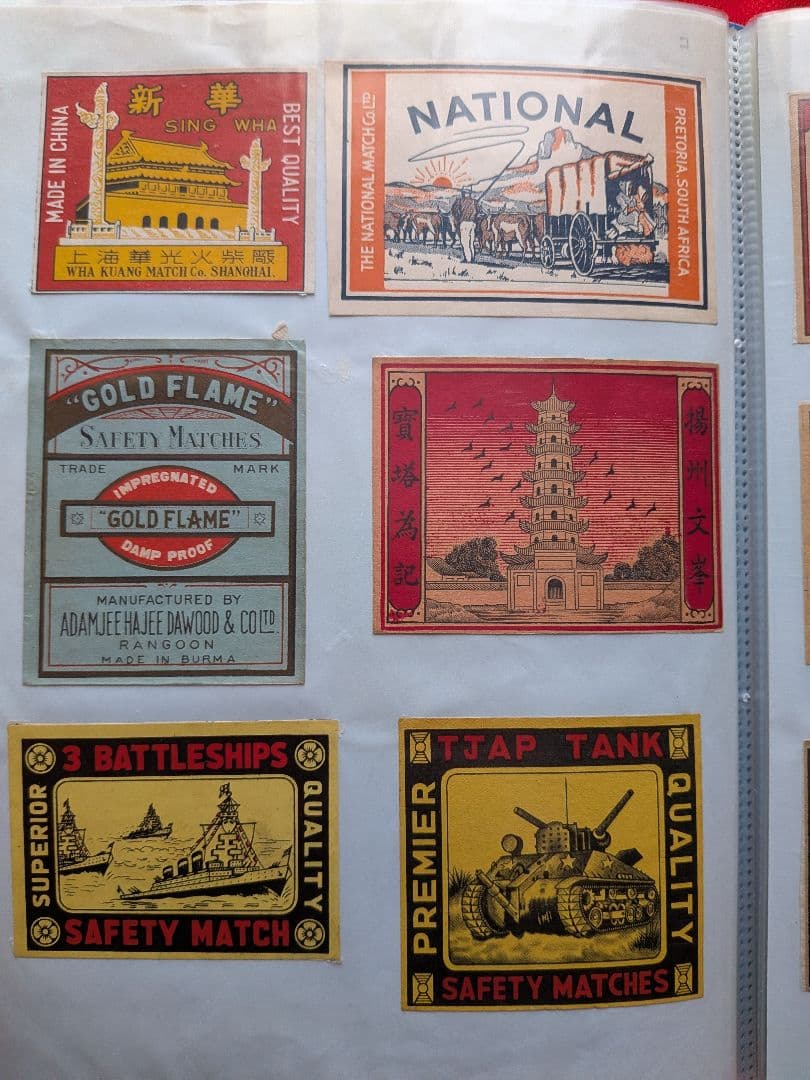 新 華
SING WHA
MADE IN CHINA
BEST QUALITY
上海華光火柴廠
WHA KUANG MATCH Co. SHANGHAI.
NATIONAL
THE NATIONAL MATCH Co LTD
PRETORIA. SOUTH AFRICA
"GOLD FLAME"
SAFETY MATCHES
TRADE MARK
IMPREGNATED
"GOLD FLAME"
DAMP PROOF
MANUFACTURED BY
ADAMJEE HAJEE DAWOOD & CO LTD.
RANGOON
MADE IN BURMA
揚州文峯
寶塔為記
3 BATTLESHIPS
SUPERIOR
QUALITY
SAFETY MATCH
TJAP TANK
PREMIER
QUALITY
SAFETY MATCHES